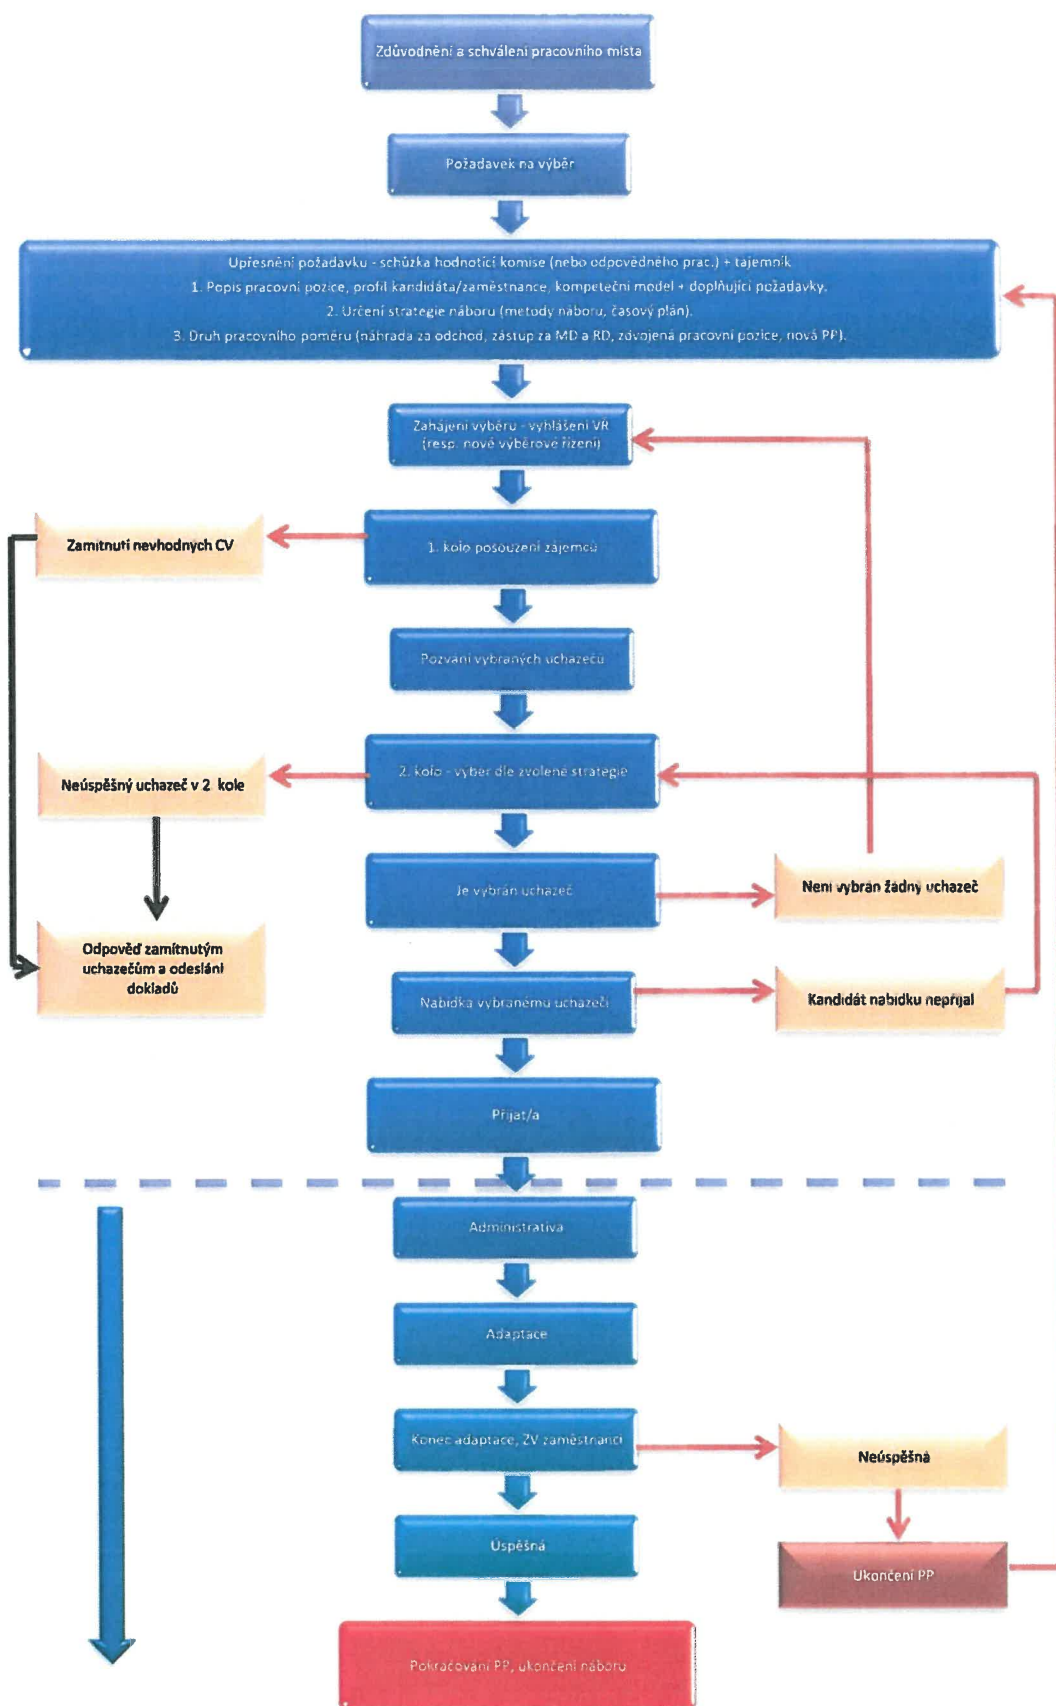 Zdůvodnění a schválení pracovního místa
Požadavek na výběr
Upřesnění požadavku - schůzka hodnotící komise (nebo odpovědného prac.) + tajemník
1. Popis pracovní pozice, profil kandidáta/zaměstnance, kompeteční model + doplňující požadavky.
2. Určení strategie náboru (metody náboru, časový plán).
3. Druh pracovního poměru (náhrada za odchod, zástup za MD a RD, zdvojená pracovní pozice, nová PP).
Zahájení výběru - vyhlášení VR
(resp. nové výběrové řízení)
Zamítnutí nevhodných CV
1. kolo posouzení zájemců
Pozvání vybraných uchazečů
Neúspěšný uchazeč v 2. kole
2. kolo - výběr dle zvolené strategie
Je vybrán uchazeč
Není vybrán žádný uchazeč
Odpověď zamítnutým
uchazečům a odeslání
dokladů
Nabídka vybranému uchazeči
Kandidát nabídku nepřijal
Přijat/a
Administrativa
Adaptace
Konec adaptace, ZV zaměstnanci
Neúspěšná
Úspěšná
Ukončení PP
Pokračování PP, ukončení náboru